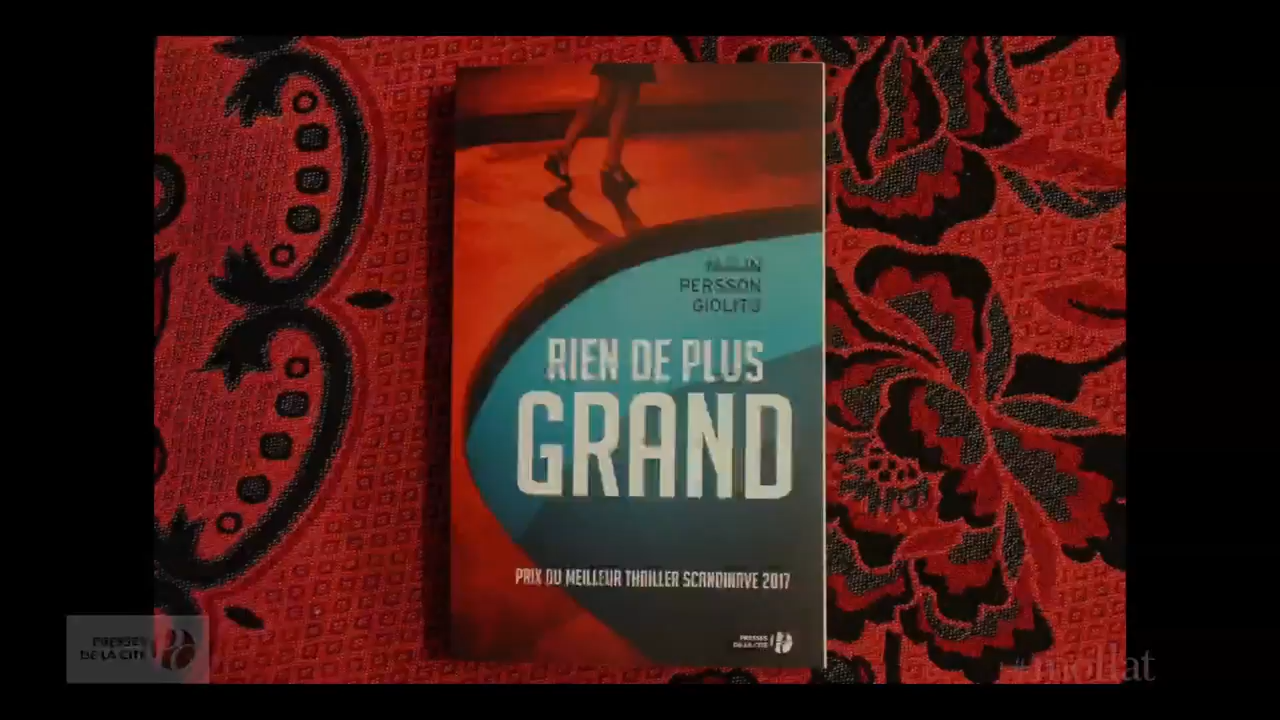 PERSSON
GIOLITO
RIEN DE PLUS
GRAND
PRIX DU MEILLEUR THRILLER SCANDINAVE 2017
PRESSES
DE LA CITÉ
PRESSES
DE LA CITÉ
#mollat